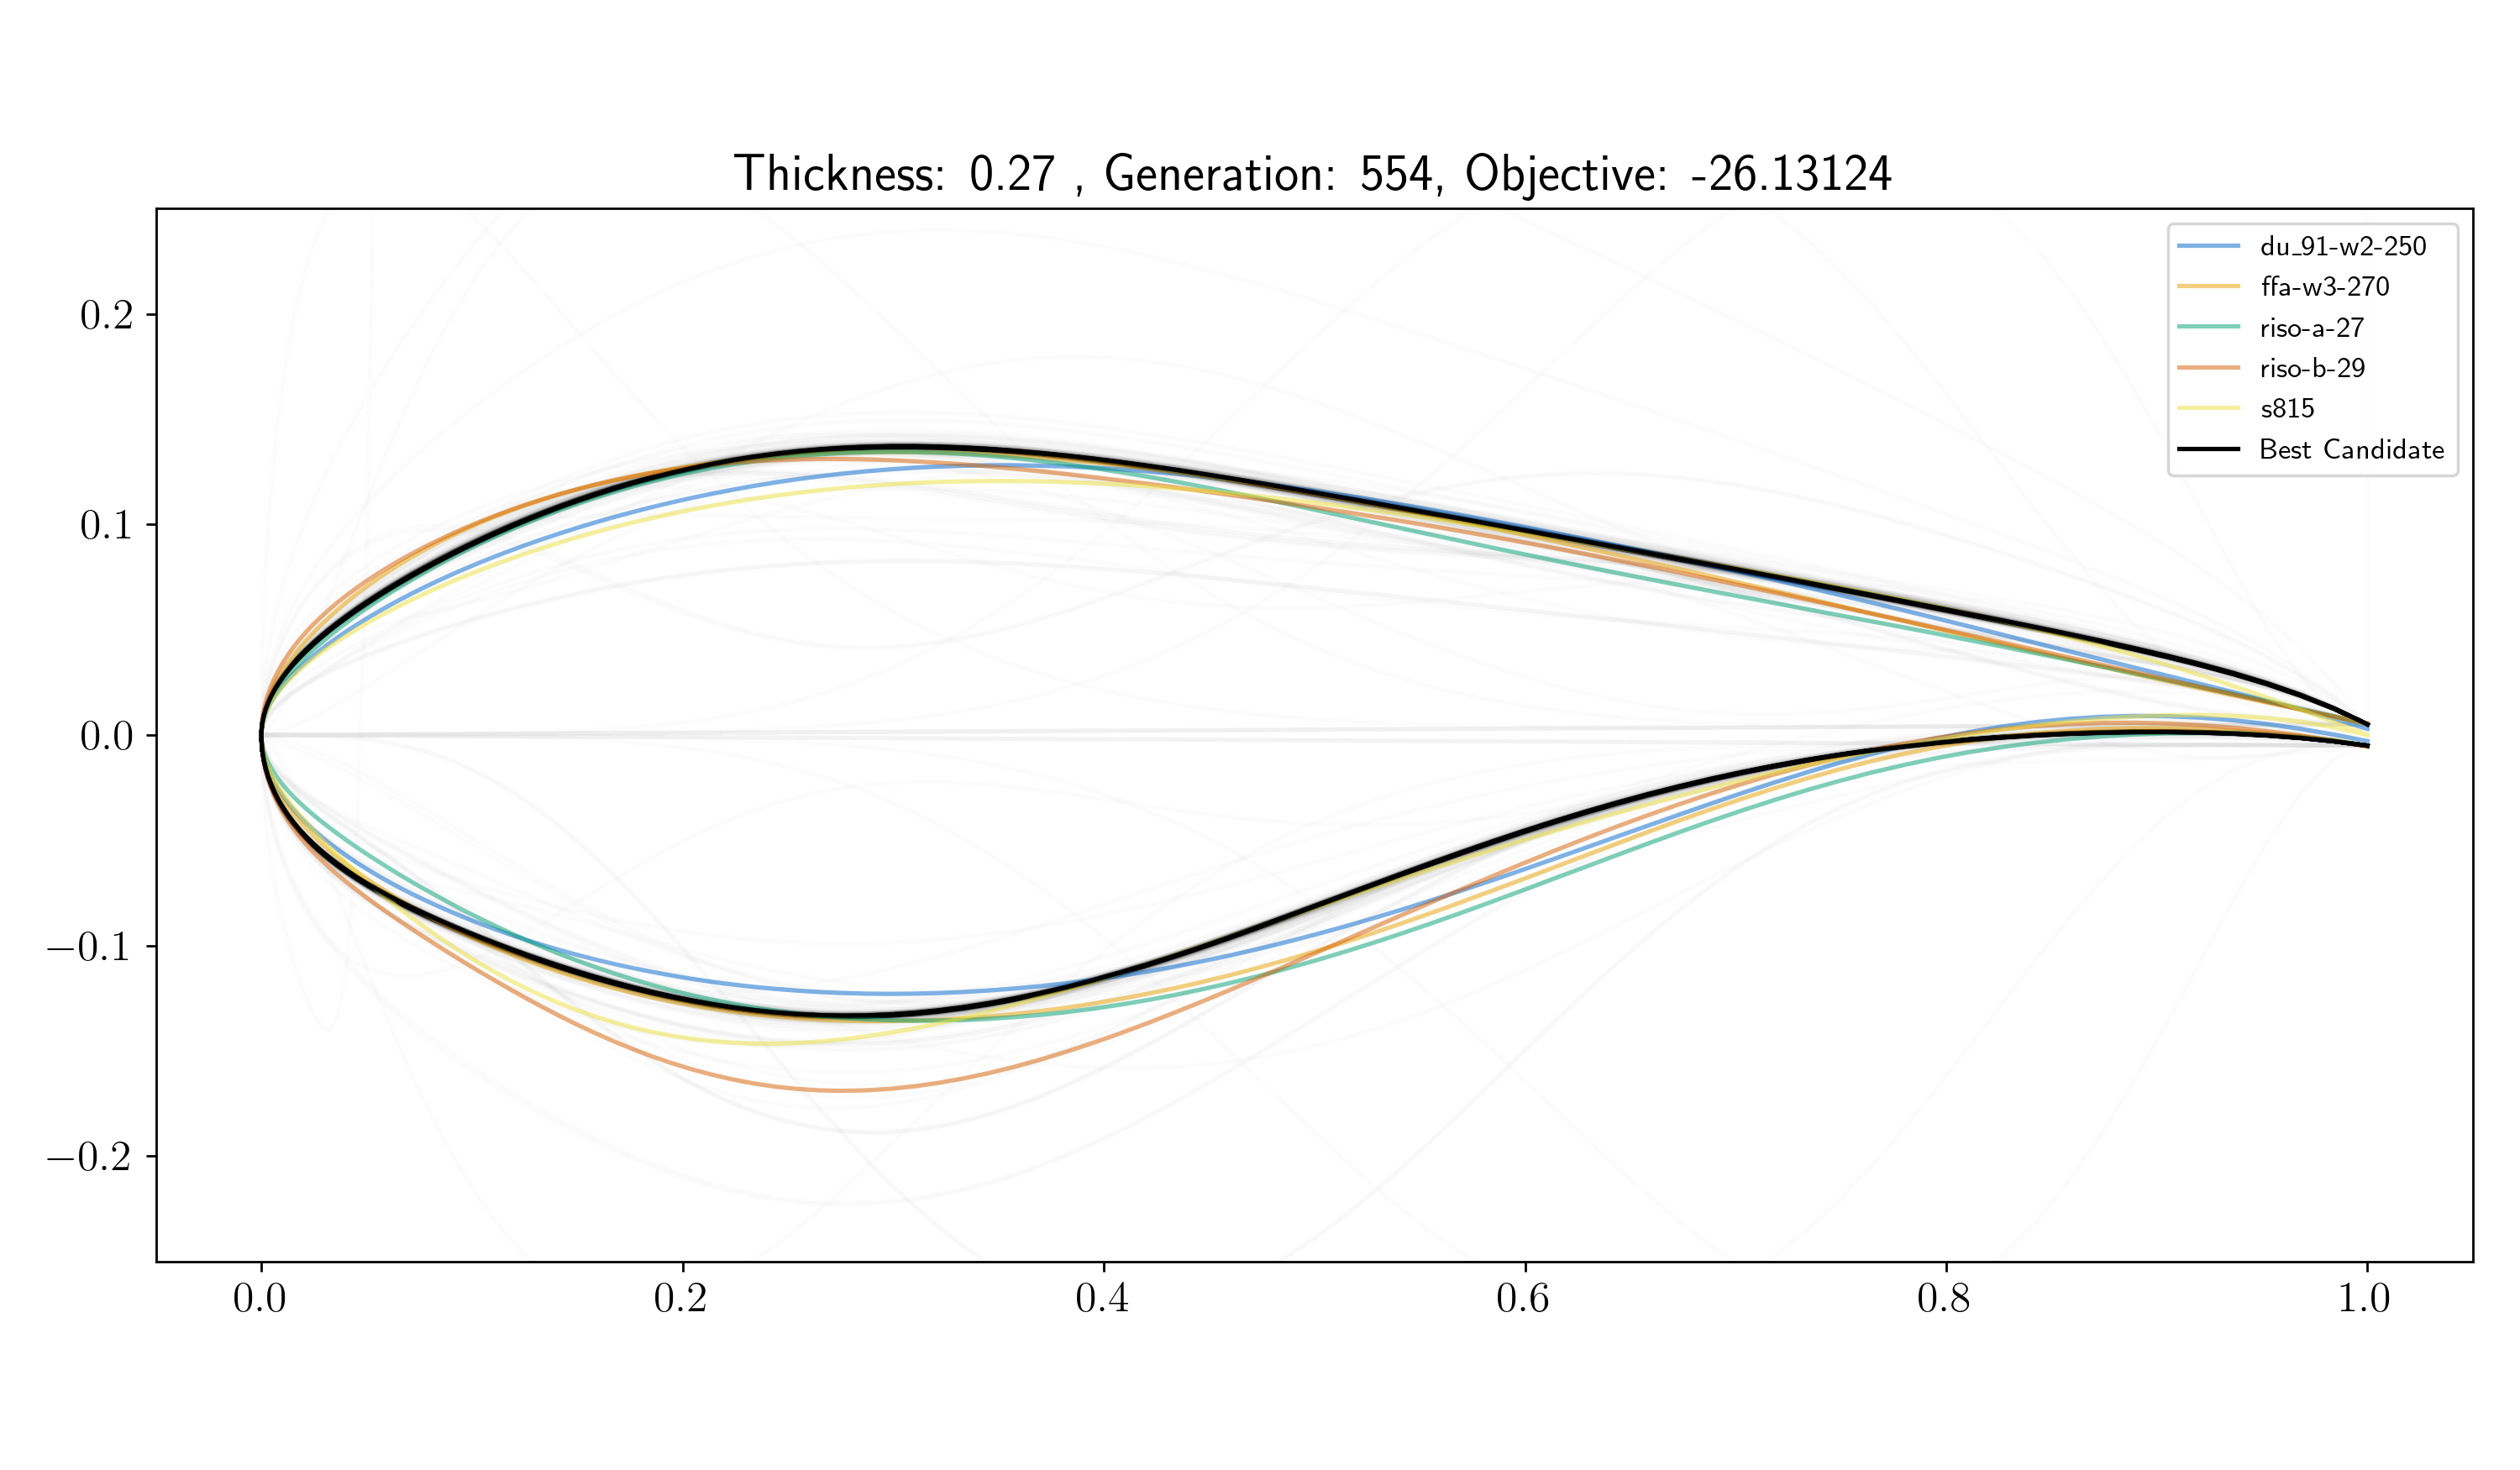 Thickness: 0.27 , Generation: 554, Objective: -26.13124
du_91-w2-250
ffa-w3-270
riso-a-27
riso-b-29
s815
Best Candidate
0.2
0.1
0.0
−0.1
−0.2
0.0 0.2 0.4 0.6 0.8 1.0